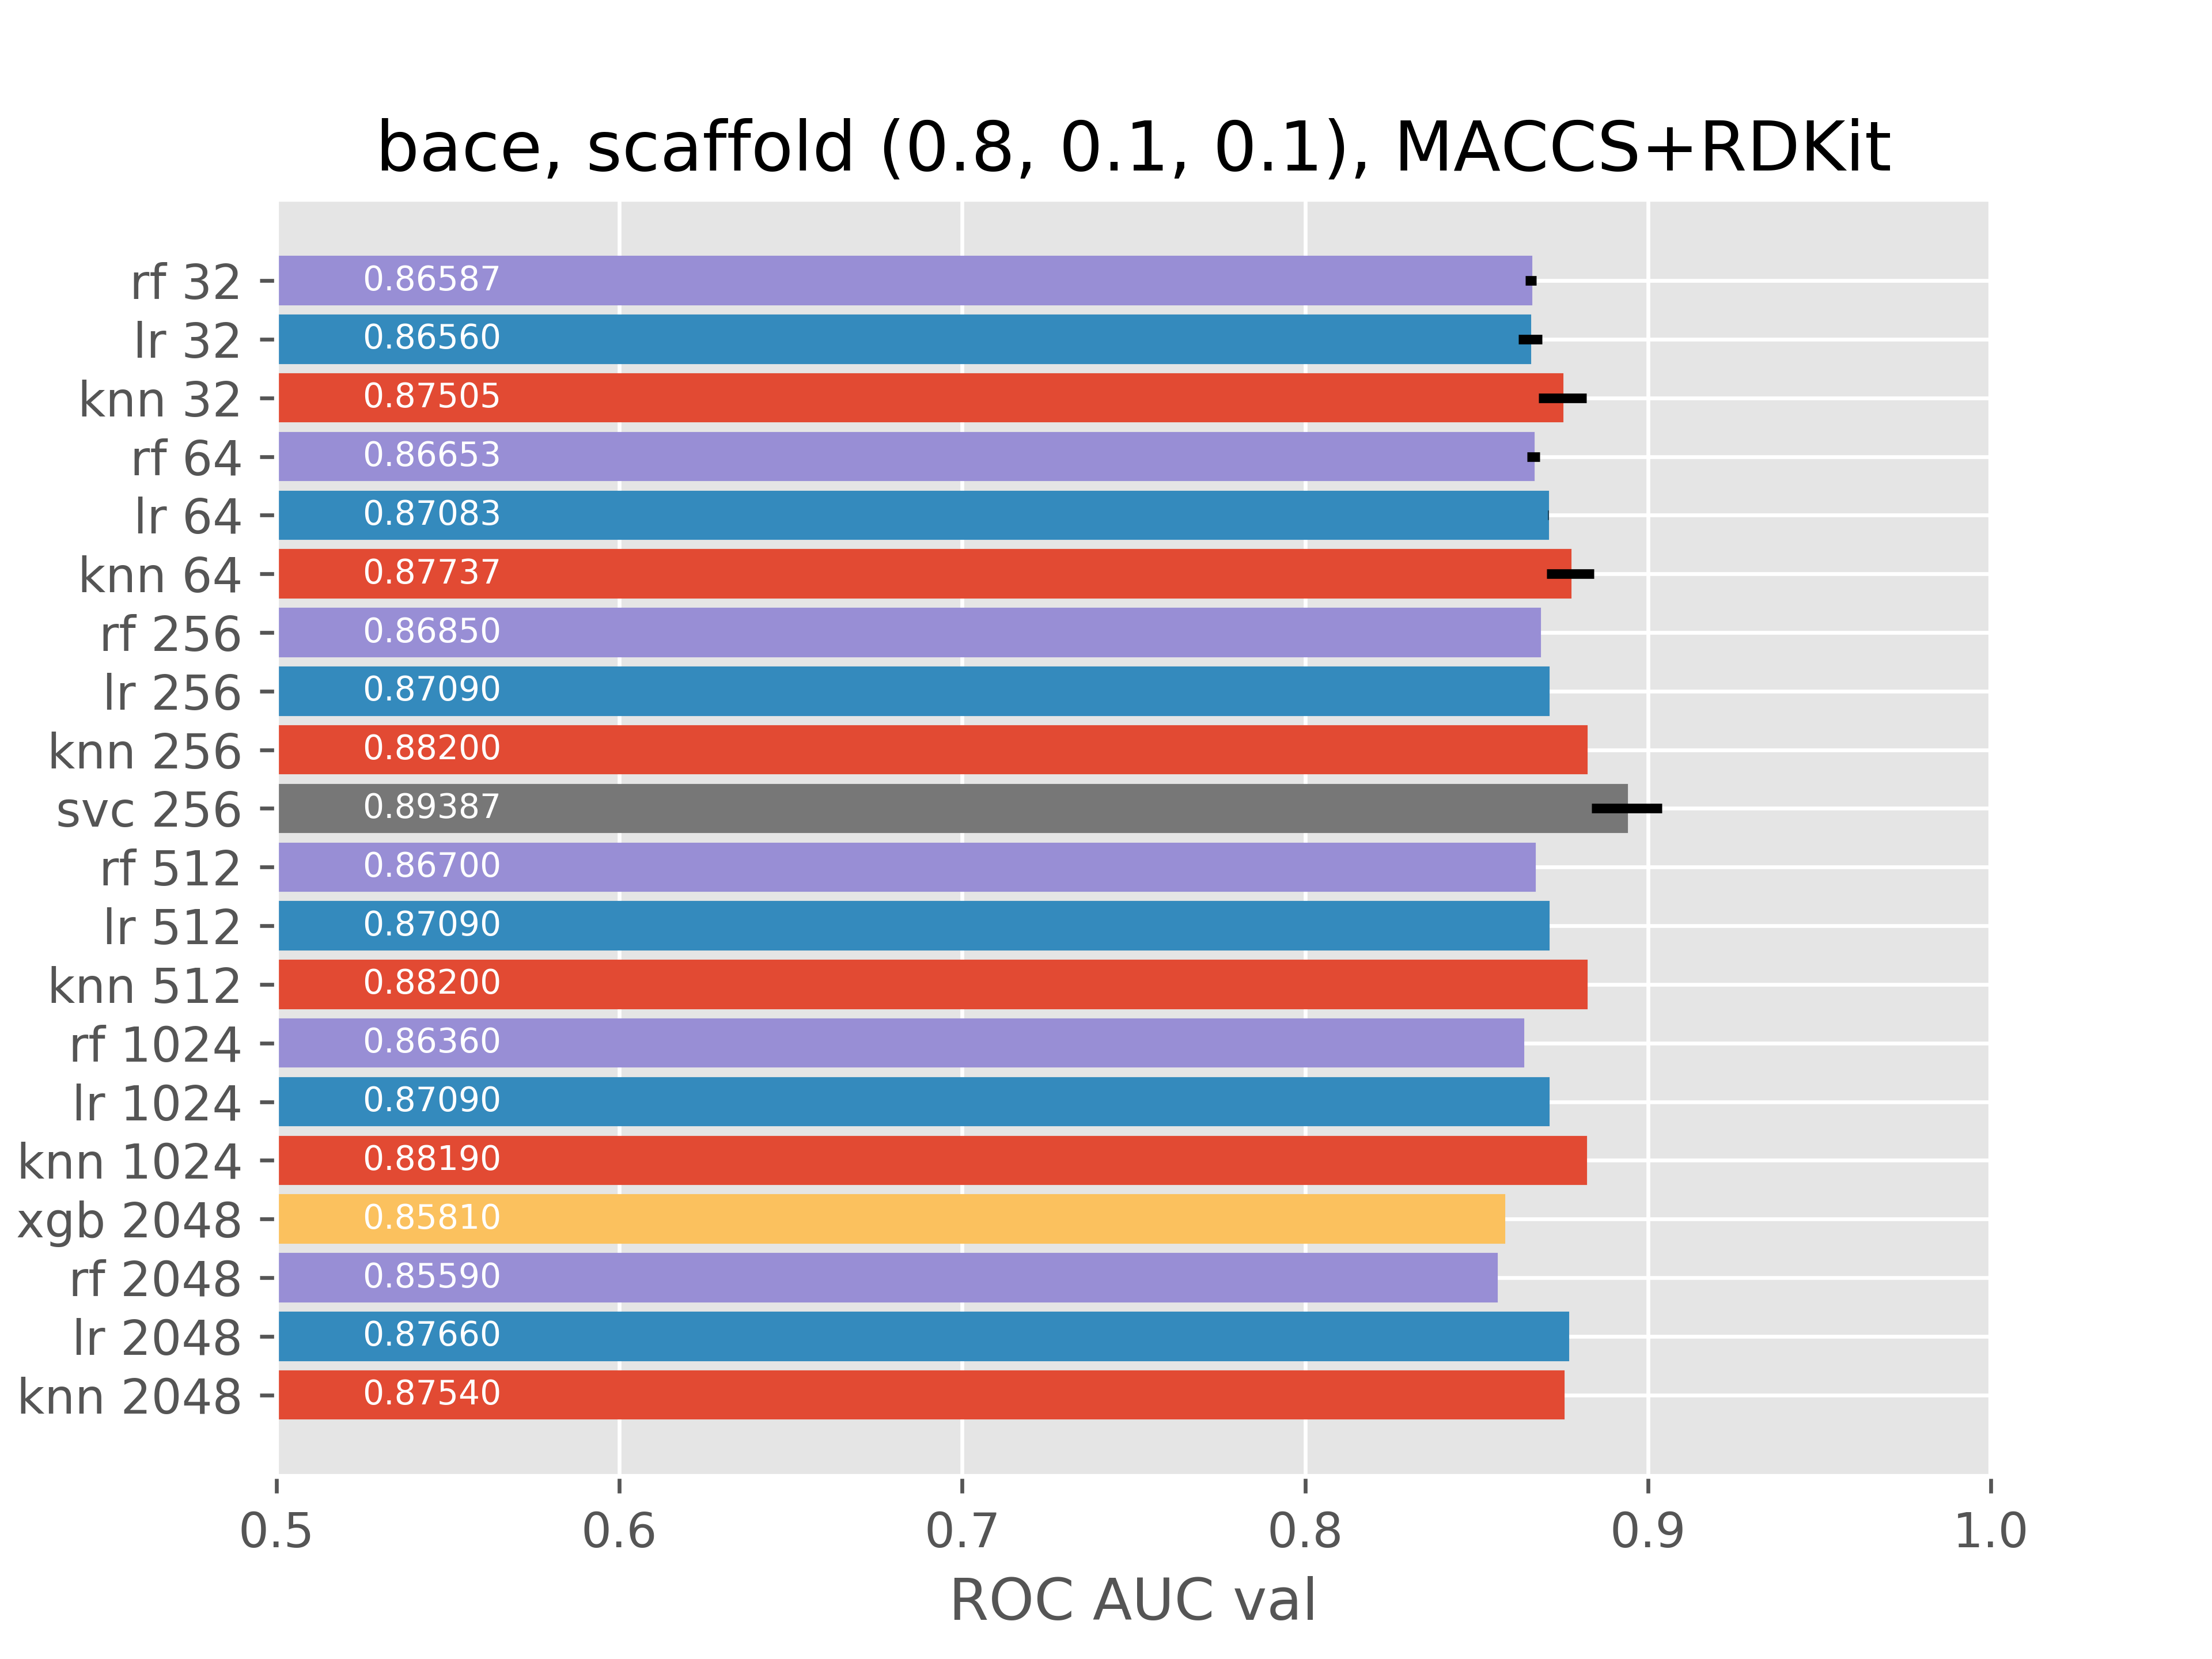 bace, scaffold (0.8, 0.1, 0.1), MACCS+RDKit
rf 32 0.86587
lr 32 0.86560
knn 32 0.87505
rf 64 0.86653
lr 64 0.87083
knn 64 0.87737
rf 256 0.86850
lr 256 0.87090
knn 256 0.88200
svc 256 0.89387
rf 512 0.86700
lr 512 0.87090
knn 512 0.88200
rf 1024 0.86360
lr 1024 0.87090
knn 1024 0.88190
xgb 2048 0.85810
rf 2048 0.85590
lr 2048 0.87660
knn 2048 0.87540
0.5 0.6 0.7 0.8 0.9 1.0
ROC AUC val